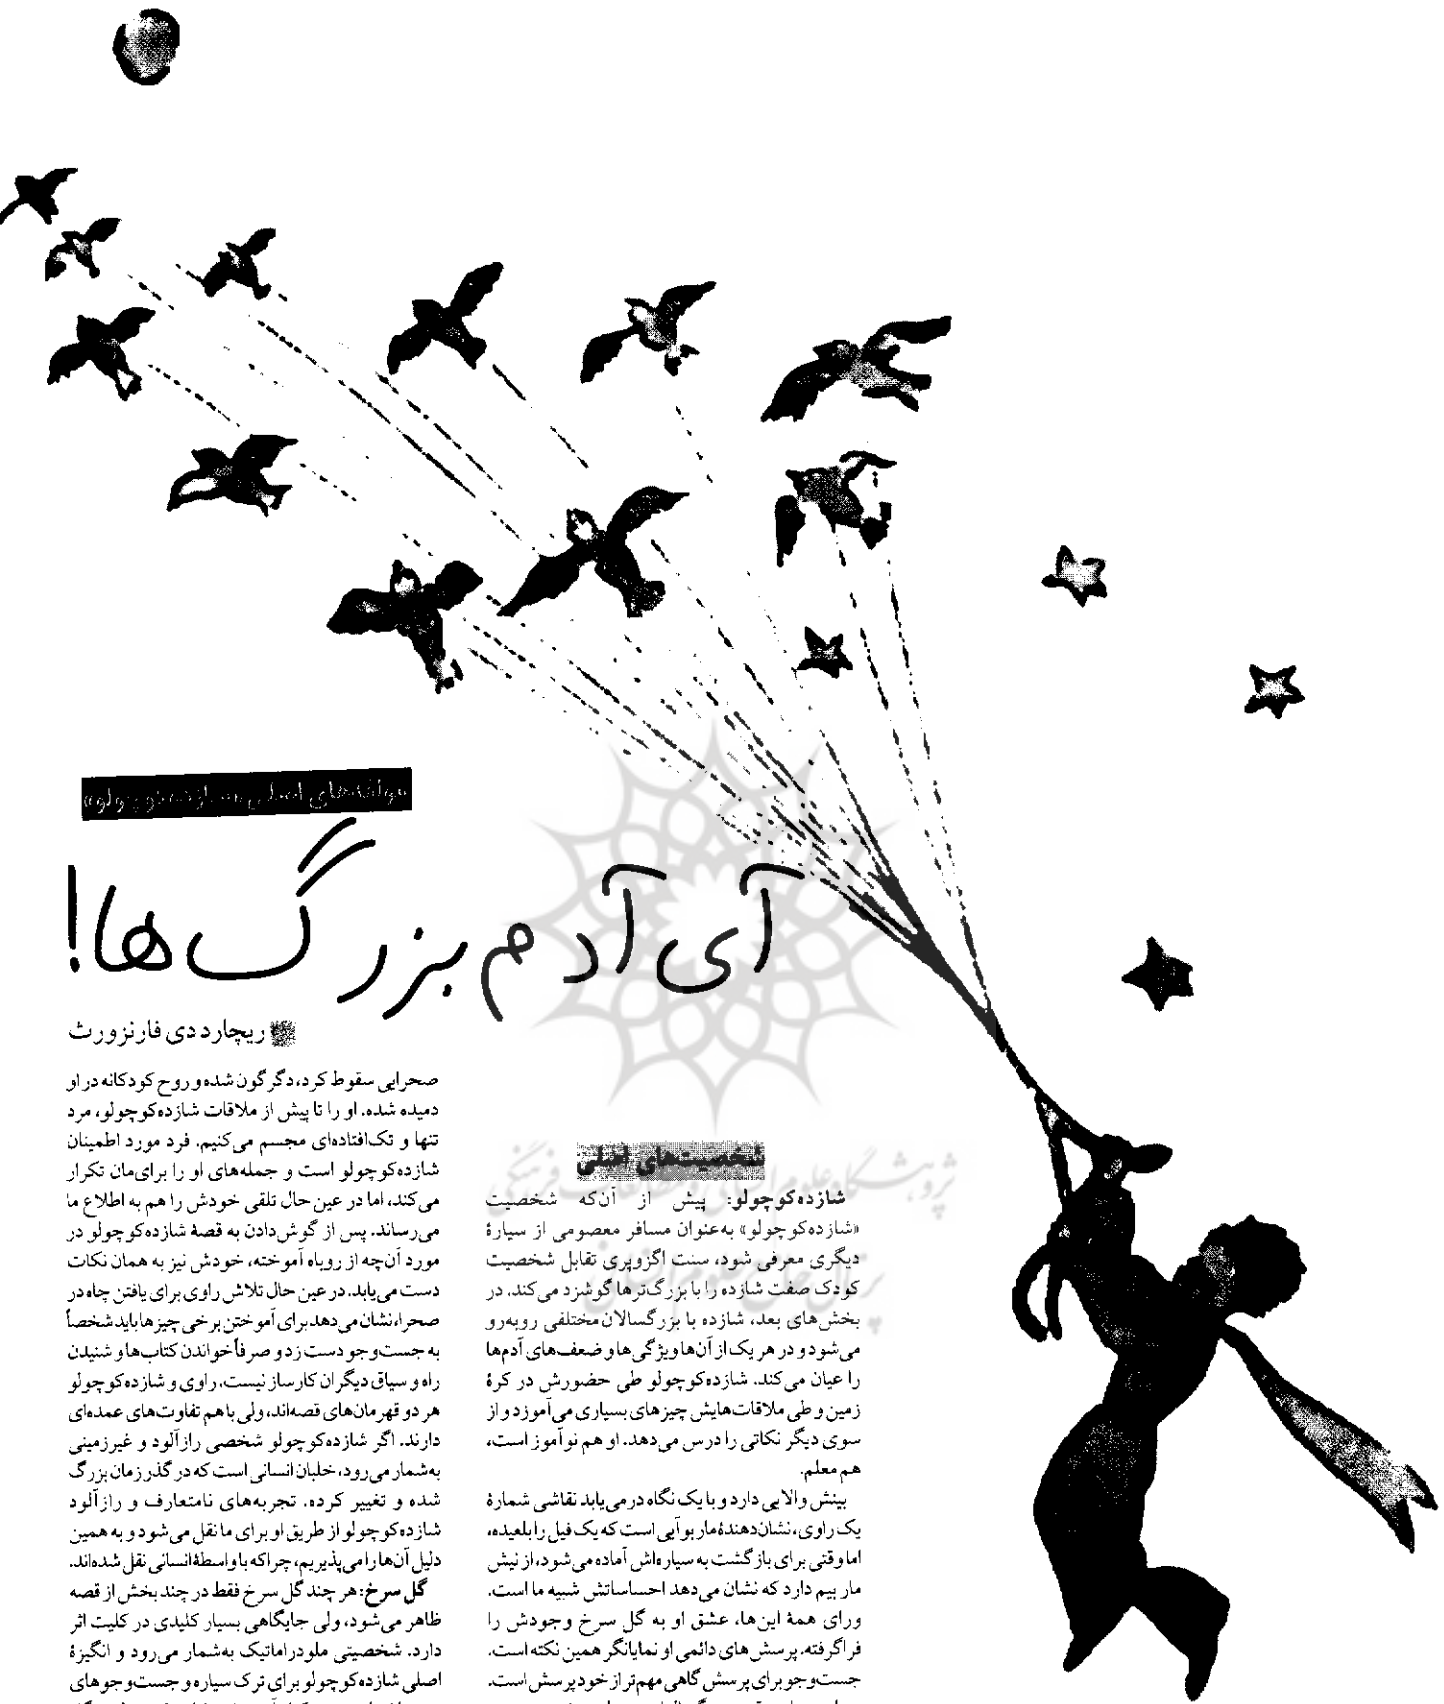 مولفه‌های اصلی «شازده‌کوچولو»
آی آدم بزرگ‌ها!
ریچارد دی فارنزورث
شخصیت‌های اصلی
شازده‌کوچولو: پیش از آن‌که شخصیت
«شازده‌کوچولو» به‌عنوان مسافر معصومی از سیارهٔ
دیگری معرفی شود، سنت اگزوپری تقابل شخصیت
کودک صفت شازده را با بزرگ‌ترها گوشزد می‌کند. در
بخش‌های بعد، شازده با بزرگسالان مختلفی روبه‌رو
می‌شود و در هر یک از آن‌ها ویژگی‌ها و ضعف‌های آدم‌ها
را عیان می‌کند. شازده‌کوچولو طی حضورش در کرهٔ
زمین و طی ملاقات‌هایش چیزهای بسیاری می‌آموزد و از
سوی دیگر نکاتی را درس می‌دهد. او هم نوآموز است،
هم معلم.
بینش والایی دارد و با یک نگاه درمی‌یابد نقاشی شمارهٔ
یک راوی، نشان‌دهندهٔ مار بوآیی است که یک فیل را بلعیده،
اما وقتی برای بازگشت به سیاره‌اش آماده می‌شود، از نیش
مار بیم دارد که نشان می‌دهد احساساتش شبیه ما است.
ورای همهٔ این‌ها، عشق او به گل سرخ وجودش را
فراگرفته. پرسش‌های دائمی او نمایانگر همین نکته است.
جست‌وجو برای پرسش گاهی مهم‌تر از خود پرسش است.
صحرایی سقوط کرد، دگرگون شده و روح کودکانه در او
دمیده شده. او را تا پیش از ملاقات شازده‌کوچولو، مرد
تنها و تک‌افتاده‌ای مجسم می‌کنیم. فرد مورد اطمینان
شازده‌کوچولو است و جمله‌های او را برای‌مان تکرار
می‌کند، اما در عین حال تلقی خودش را هم به اطلاع ما
می‌رساند. پس از گوش‌دادن به قصهٔ شازده‌کوچولو در
مورد آن‌چه از روباه آموخته، خودش نیز به همان نکات
دست می‌یابد. در عین حال تلاش راوی برای یافتن چاه در
صحرا، نشان می‌دهد برای آموختن برخی چیزها باید شخصاً
به جست‌وجو دست زد و صرفاً خواندن کتاب‌ها و شنیدن
راه و سیاق دیگران کارساز نیست. راوی و شازده‌کوچولو
هر دو قهرمان‌های قصه‌اند، ولی با هم تفاوت‌های عمده‌ای
دارند. اگر شازده‌کوچولو شخصی رازآلود و غیرزمینی
به‌شمار می‌رود، خلبان انسانی است که در گذر زمان بزرگ
شده و تغییر کرده. تجربه‌های نامتعارف و رازآلود
شازده‌کوچولو از طریق او برای ما نقل می‌شود و به همین
دلیل آن‌ها را می‌پذیریم، چراکه با واسطهٔ انسانی نقل شده‌اند.
گل سرخ: هر چند گل سرخ فقط در چند بخش از قصه
ظاهر می‌شود، ولی جایگاهی بسیار کلیدی در کلیت اثر
دارد. شخصیتی ملودراماتیک به‌شمار می‌رود و انگیزهٔ
اصلی شازده‌کوچولو برای ترک سیاره و جست‌وجوهای